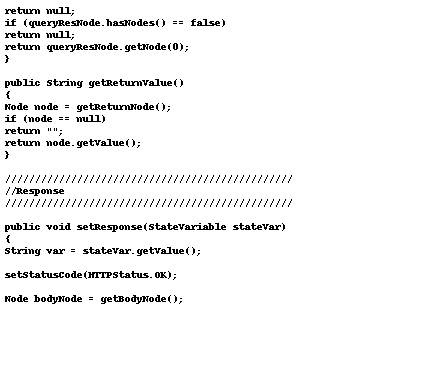 return null;
if (queryResNode.hasNodes() == false)
return null;
return queryResNode.getNode(0);
}
public String getReturnValue()
{
Node node = getReturnNode();
if (node == null)
return "";
return node.getValue();
}
////////////////////////////////////////////////
//Response
////////////////////////////////////////////////
public void setResponse(StateVariable stateVar)
{
String var = stateVar.getValue();
setStatusCode(HTTPStatus.OK);
Node bodyNode = getBodyNode();